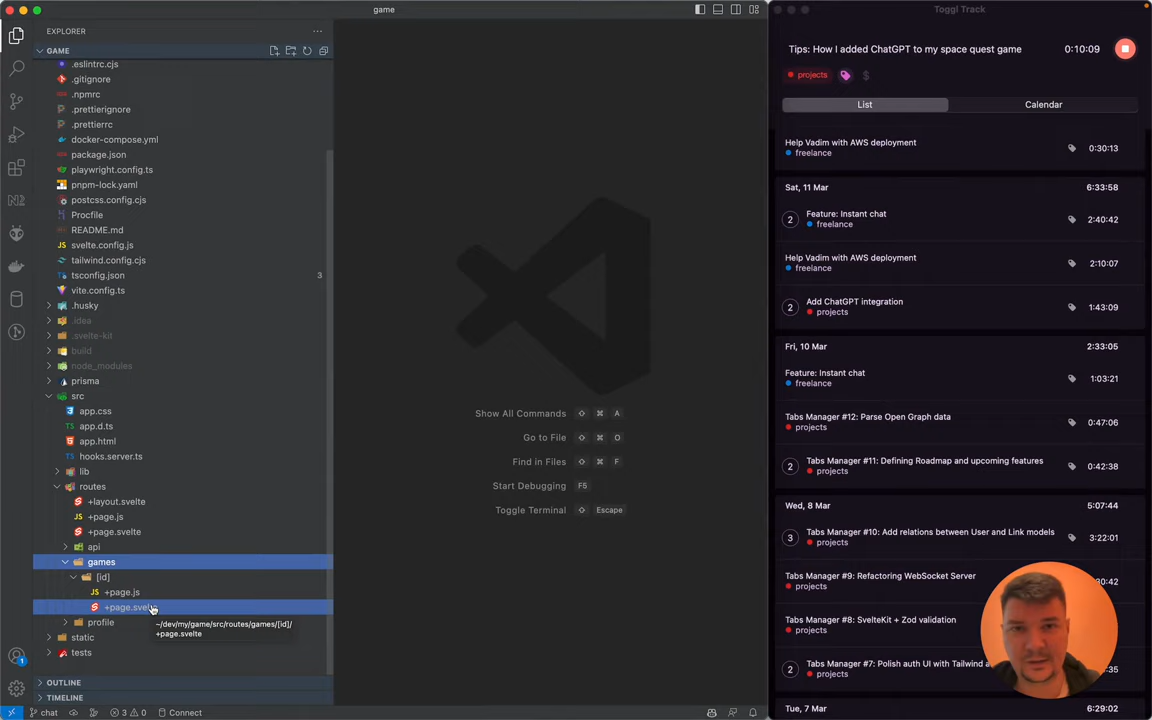 game
EXPLORER
GAME
.eslintrc.cjs
.gitignore
.npmrc
.prettierignore
.prettierrc
docker-compose.yml
package.json
playwright.config.ts
pnpm-lock.yaml
postcss.config.cjs
Procfile
README.md
svelte.config.js
tailwind.config.cjs
tsconfig.json 3
vite.config.ts
.husky
.idea
.svelte-kit
build
node_modules
prisma
src
app.css
app.d.ts
app.html
hooks.server.ts
lib
routes
+layout.svelte
+page.js
+page.svelte
api
games
[id]
+page.js
+page.svelte
~/dev/my/game/src/routes/games/[id]/
+page.svelte
profile
static
tests
OUTLINE
TIMELINE
chat 3 0 Connect
Show All Commands ⇧ ⌘ A
Go to File ⇧ ⌘ O
Find in Files ⇧ ⌘ F
Start Debugging F5
Toggle Terminal ⇧ Escape
Toggl Track
Tips: How I added ChatGPT to my space quest game 0:10:09
projects $
List Calendar
Help Vadim with AWS deployment 0:30:13
freelance
Sat, 11 Mar 6:33:58
2 Feature: Instant chat 2:40:42
freelance
Help Vadim with AWS deployment 2:10:07
freelance
2 Add ChatGPT integration 1:43:09
projects
Fri, 10 Mar 2:33:05
Feature: Instant chat 1:03:21
freelance
Tabs Manager #12: Parse Open Graph data 0:47:06
projects
2 Tabs Manager #11: Defining Roadmap and upcoming features 0:42:38
projects
Wed, 8 Mar 5:07:44
3 Tabs Manager #10: Add relations between User and Link models 3:22:01
projects
Tabs Manager #9: Refactoring WebSocket Server 30:42
projects
Tabs Manager #8: SvelteKit + Zod validation
projects
2 Tabs Manager #7: Polish auth UI with Tailwind a :35
projects
Tue, 7 Mar 6:29:02